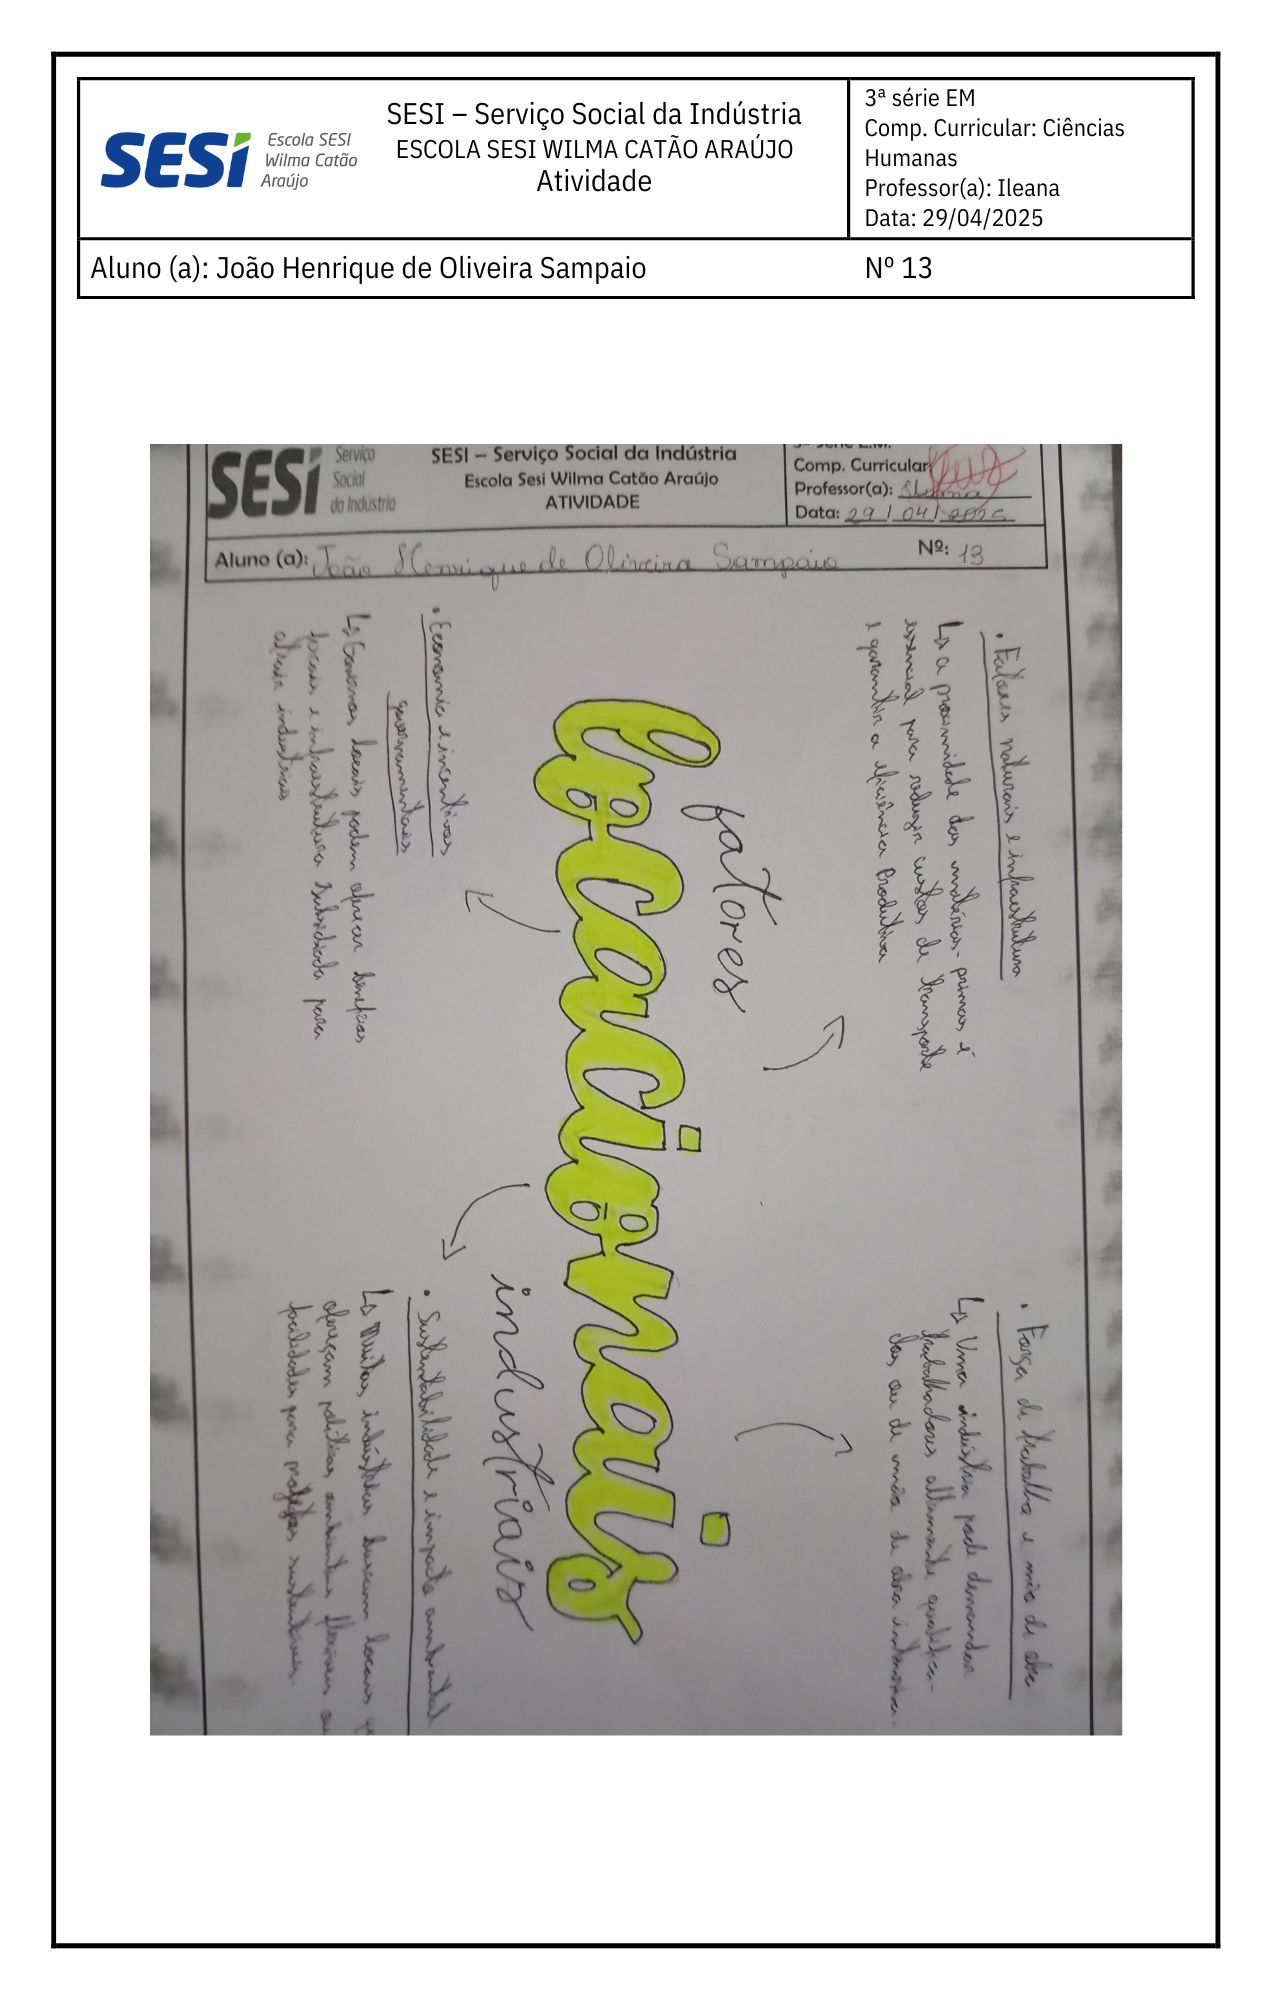 SESI
Escola SESI
Wilma Catão
Araújo
SESI – Serviço Social da Indústria
ESCOLA SESI WILMA CATÃO ARAÚJO
Atividade
3ª série EM
Comp. Curricular: Ciências
Humanas
Professor(a): Ileana
Data: 29/04/2025
Aluno (a): João Henrique de Oliveira Sampaio
Nº 13
SESI
Serviço
Social
da Indústria
SESI – Serviço Social da Indústria
Escola Sesi Wilma Catão Araújo
ATIVIDADE
Comp. Curricular:
Professor(a): Ileana
Data: 29/04/2025
Aluno (a): João Henrique de Oliveira Sampaio
Nº: 13
• Fatores naturais e infraestrutura
↳ a proximidade das matérias-primas é
essencial para reduzir custos de transporte
e garantir a eficiência Produtiva
• Força de trabalho e mão de obr
↳ Uma indústria pode demandar
trabalhadores altamente qualifica-
dos ou de mão de obra intensiva.
fatores
Locacionais
industriais
• Economia e incentivos
governamentais
↳ Governos locais podem oferecer benefícios
fiscais e infraestrutura subsidiada para
atrair indústrias
• Sustentabilidade e impacto ambiental
↳ Muitas indústrias buscam locais q
ofereçam políticas ambientais flexíveis ou
facilidades para projetos sustentáveis.